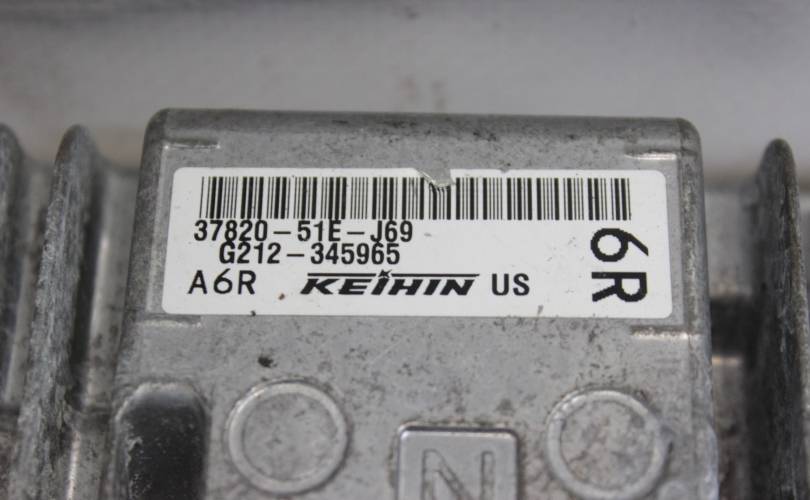 37820-51E-J69
G212-345965
A6R KEIHIN US
6R
N